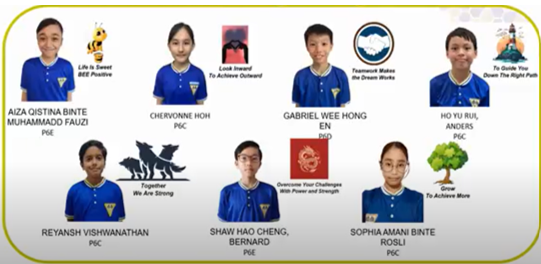 Life Is Sweet
BEE Positive
Look Inward
To Achieve Outward
Teamwork Makes
the Dream Works
To Guide You
Down The Right Path
AIZA QISTINA BINTE
MUHAMMADD FAUZI
P6E
CHERVONNE HOH
P6C
GABRIEL WEE HONG
EN
P6D
HO YU RUI,
ANDERS
P6C
Together
We Are Strong
Overcome Your Challenges
With Power and Strength
Grow
To Achieve More
REYANSH VISHWANATHAN
SHAW HAO CHENG,
BERNARD
P6E
SOPHIA AMANI BINTE
ROSLI
P6C